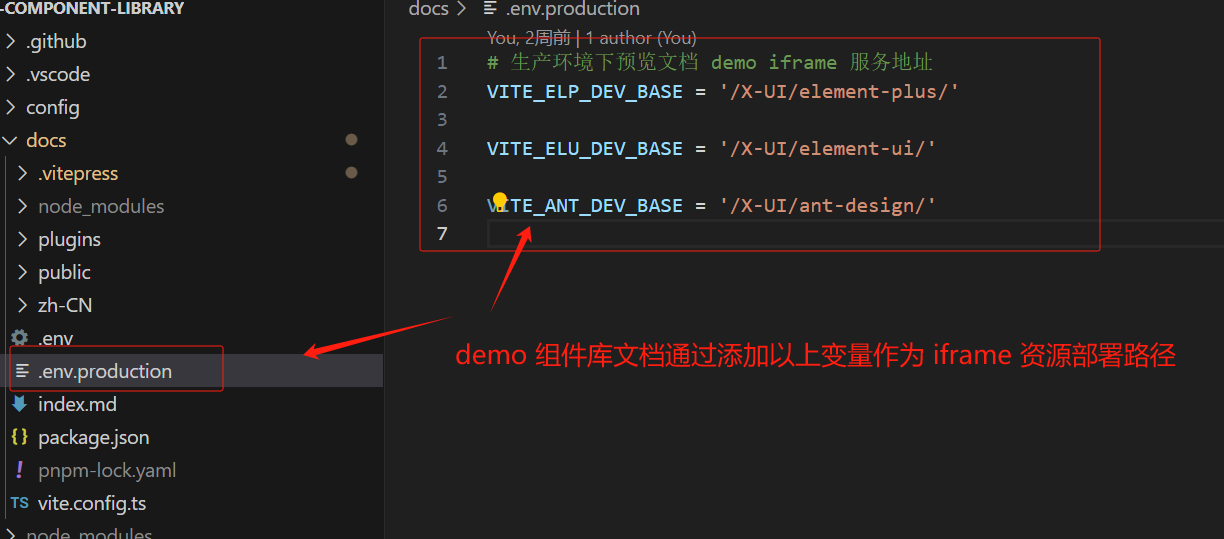 -COMPONENT-LIBRARY
.github
.vscode
config
docs
.vitepress
node_modules
plugins
public
zh-CN
.env
.env.production
index.md
{} package.json
! pnpm-lock.yaml
TS vite.config.ts
node_modules
docs > .env.production
You, 2周前 | 1 author (You)
1 # 生产环境下预览文档 demo iframe 服务地址
2 VITE_ELP_DEV_BASE = '/X-UI/element-plus/'
3
4 VITE_ELU_DEV_BASE = '/X-UI/element-ui/'
5
6 VITE_ANT_DEV_BASE = '/X-UI/ant-design/'
7
demo 组件库文档通过添加以上变量作为 iframe 资源部署路径